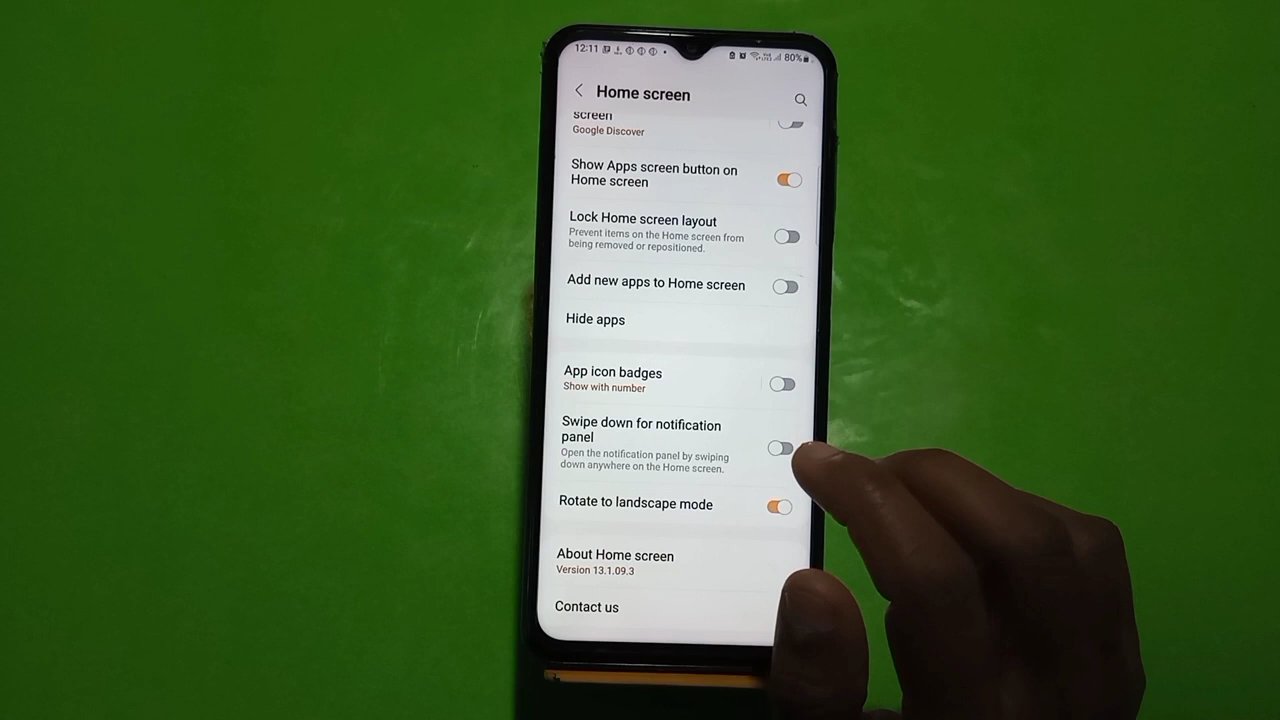 12:11
80%
Home screen
screen
Google Discover
Show Apps screen button on
Home screen
Lock Home screen layout
Prevent items on the Home screen from
being removed or repositioned.
Add new apps to Home screen
Hide apps
App icon badges
Show with number
Swipe down for notification
panel
Open the notification panel by swiping
down anywhere on the Home screen.
Rotate to landscape mode
About Home screen
Version 13.1.09.3
Contact us